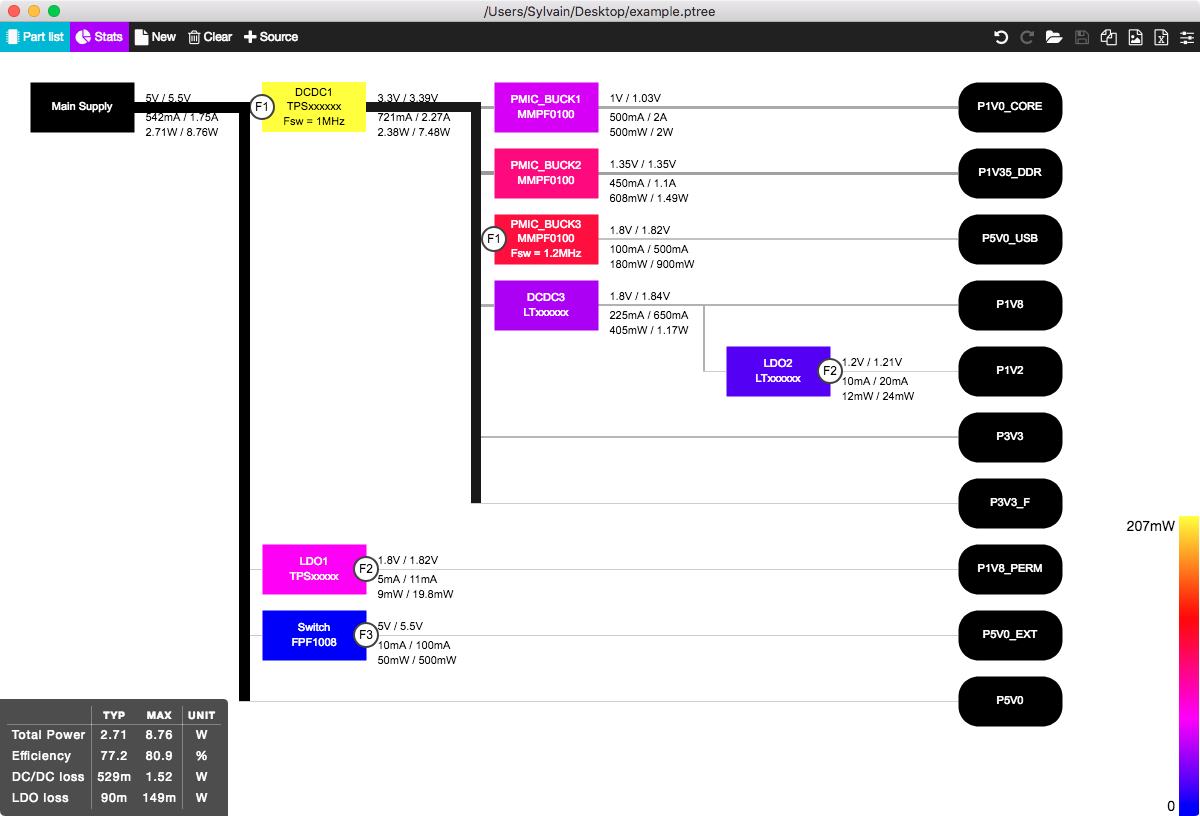 /Users/Sylvain/Desktop/example.ptree
Part list Stats New Clear Source
Main Supply
5V / 5.5V
542mA / 1.75A
2.71W / 8.76W
F1
DCDC1
TPSxxxxxx
Fsw = 1MHz
3.3V / 3.39V
721mA / 2.27A
2.38W / 7.48W
PMIC_BUCK1
MMPF0100
1V / 1.03V
500mA / 2A
500mW / 2W
P1V0_CORE
PMIC_BUCK2
MMPF0100
1.35V / 1.35V
450mA / 1.1A
608mW / 1.49W
P1V35_DDR
F1
PMIC_BUCK3
MMPF0100
Fsw = 1.2MHz
1.8V / 1.82V
100mA / 500mA
180mW / 900mW
P5V0_USB
DCDC3
LTxxxxxx
1.8V / 1.84V
225mA / 650mA
405mW / 1.17W
P1V8
LDO2
LTxxxxxx
F2
1.2V / 1.21V
10mA / 20mA
12mW / 24mW
P1V2
P3V3
P3V3_F
LDO1
TPSxxxxx
F2
1.8V / 1.82V
5mA / 11mA
9mW / 19.8mW
P1V8_PERM
Switch
FPF1008
F3
5V / 5.5V
10mA / 100mA
50mW / 500mW
P5V0_EXT
P5V0
207mW
0
TYP MAX UNIT
Total Power 2.71 8.76 W
Efficiency 77.2 80.9 %
DC/DC loss 529m 1.52 W
LDO loss 90m 149m W